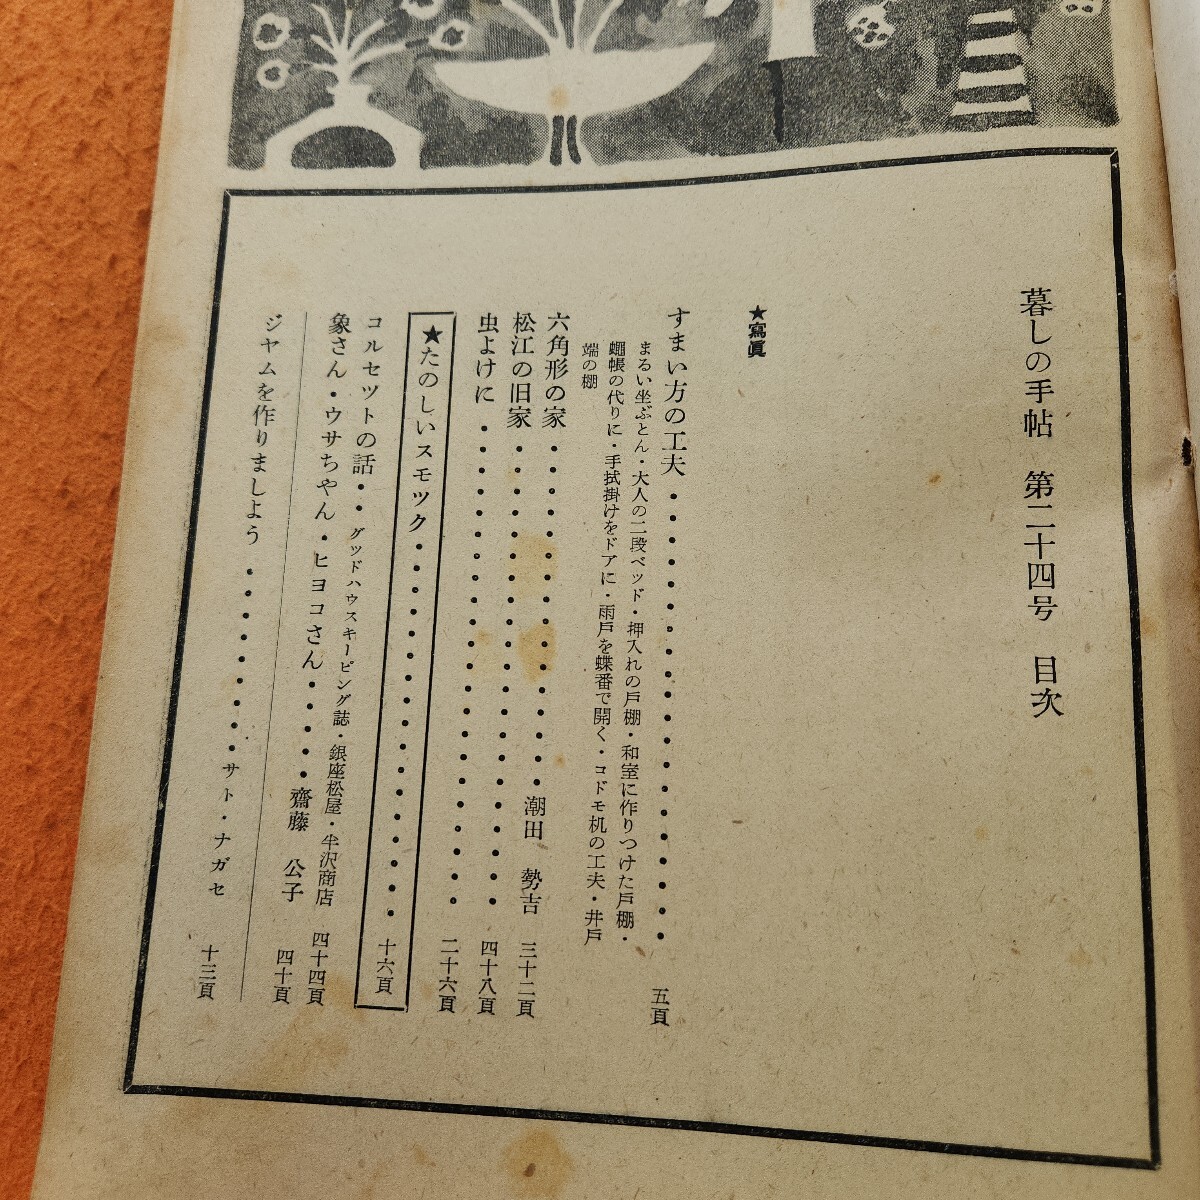 暮しの手帖　第二十四号　目次
★寫眞
すまい方の工夫・・・・・・・・・・・・・・・・・・・・・五頁
まるい坐ぶとん・大人の二段ベッド・押入れの戸棚・和室に作りつけた戸棚・
蠅帳の代りに・手拭掛けをドアに・雨戸を蝶番で開く・コドモ机の工夫・井戸
端の棚
六角形の家・・・・・・・・・・・・・・・・潮田　勢吉　三十二頁
松江の旧家・・・・・・・・・・・・・・・・・・・・・四十八頁
虫よけに・・・・・・・・・・・・・・・・・・・・・・・二十六頁
★たのしいスモツク・・・・・・・・・・・・・・・・・・十六頁
コルセツトの話・・グッドハウスキーピング誌・銀座松屋・半沢商店　四十四頁
象さん・ウサちやん・ヒヨコさん・・・・・齋藤　公子　四十頁
ジヤムを作りましよう・・・・・・・・・サト・ナガセ　十三頁